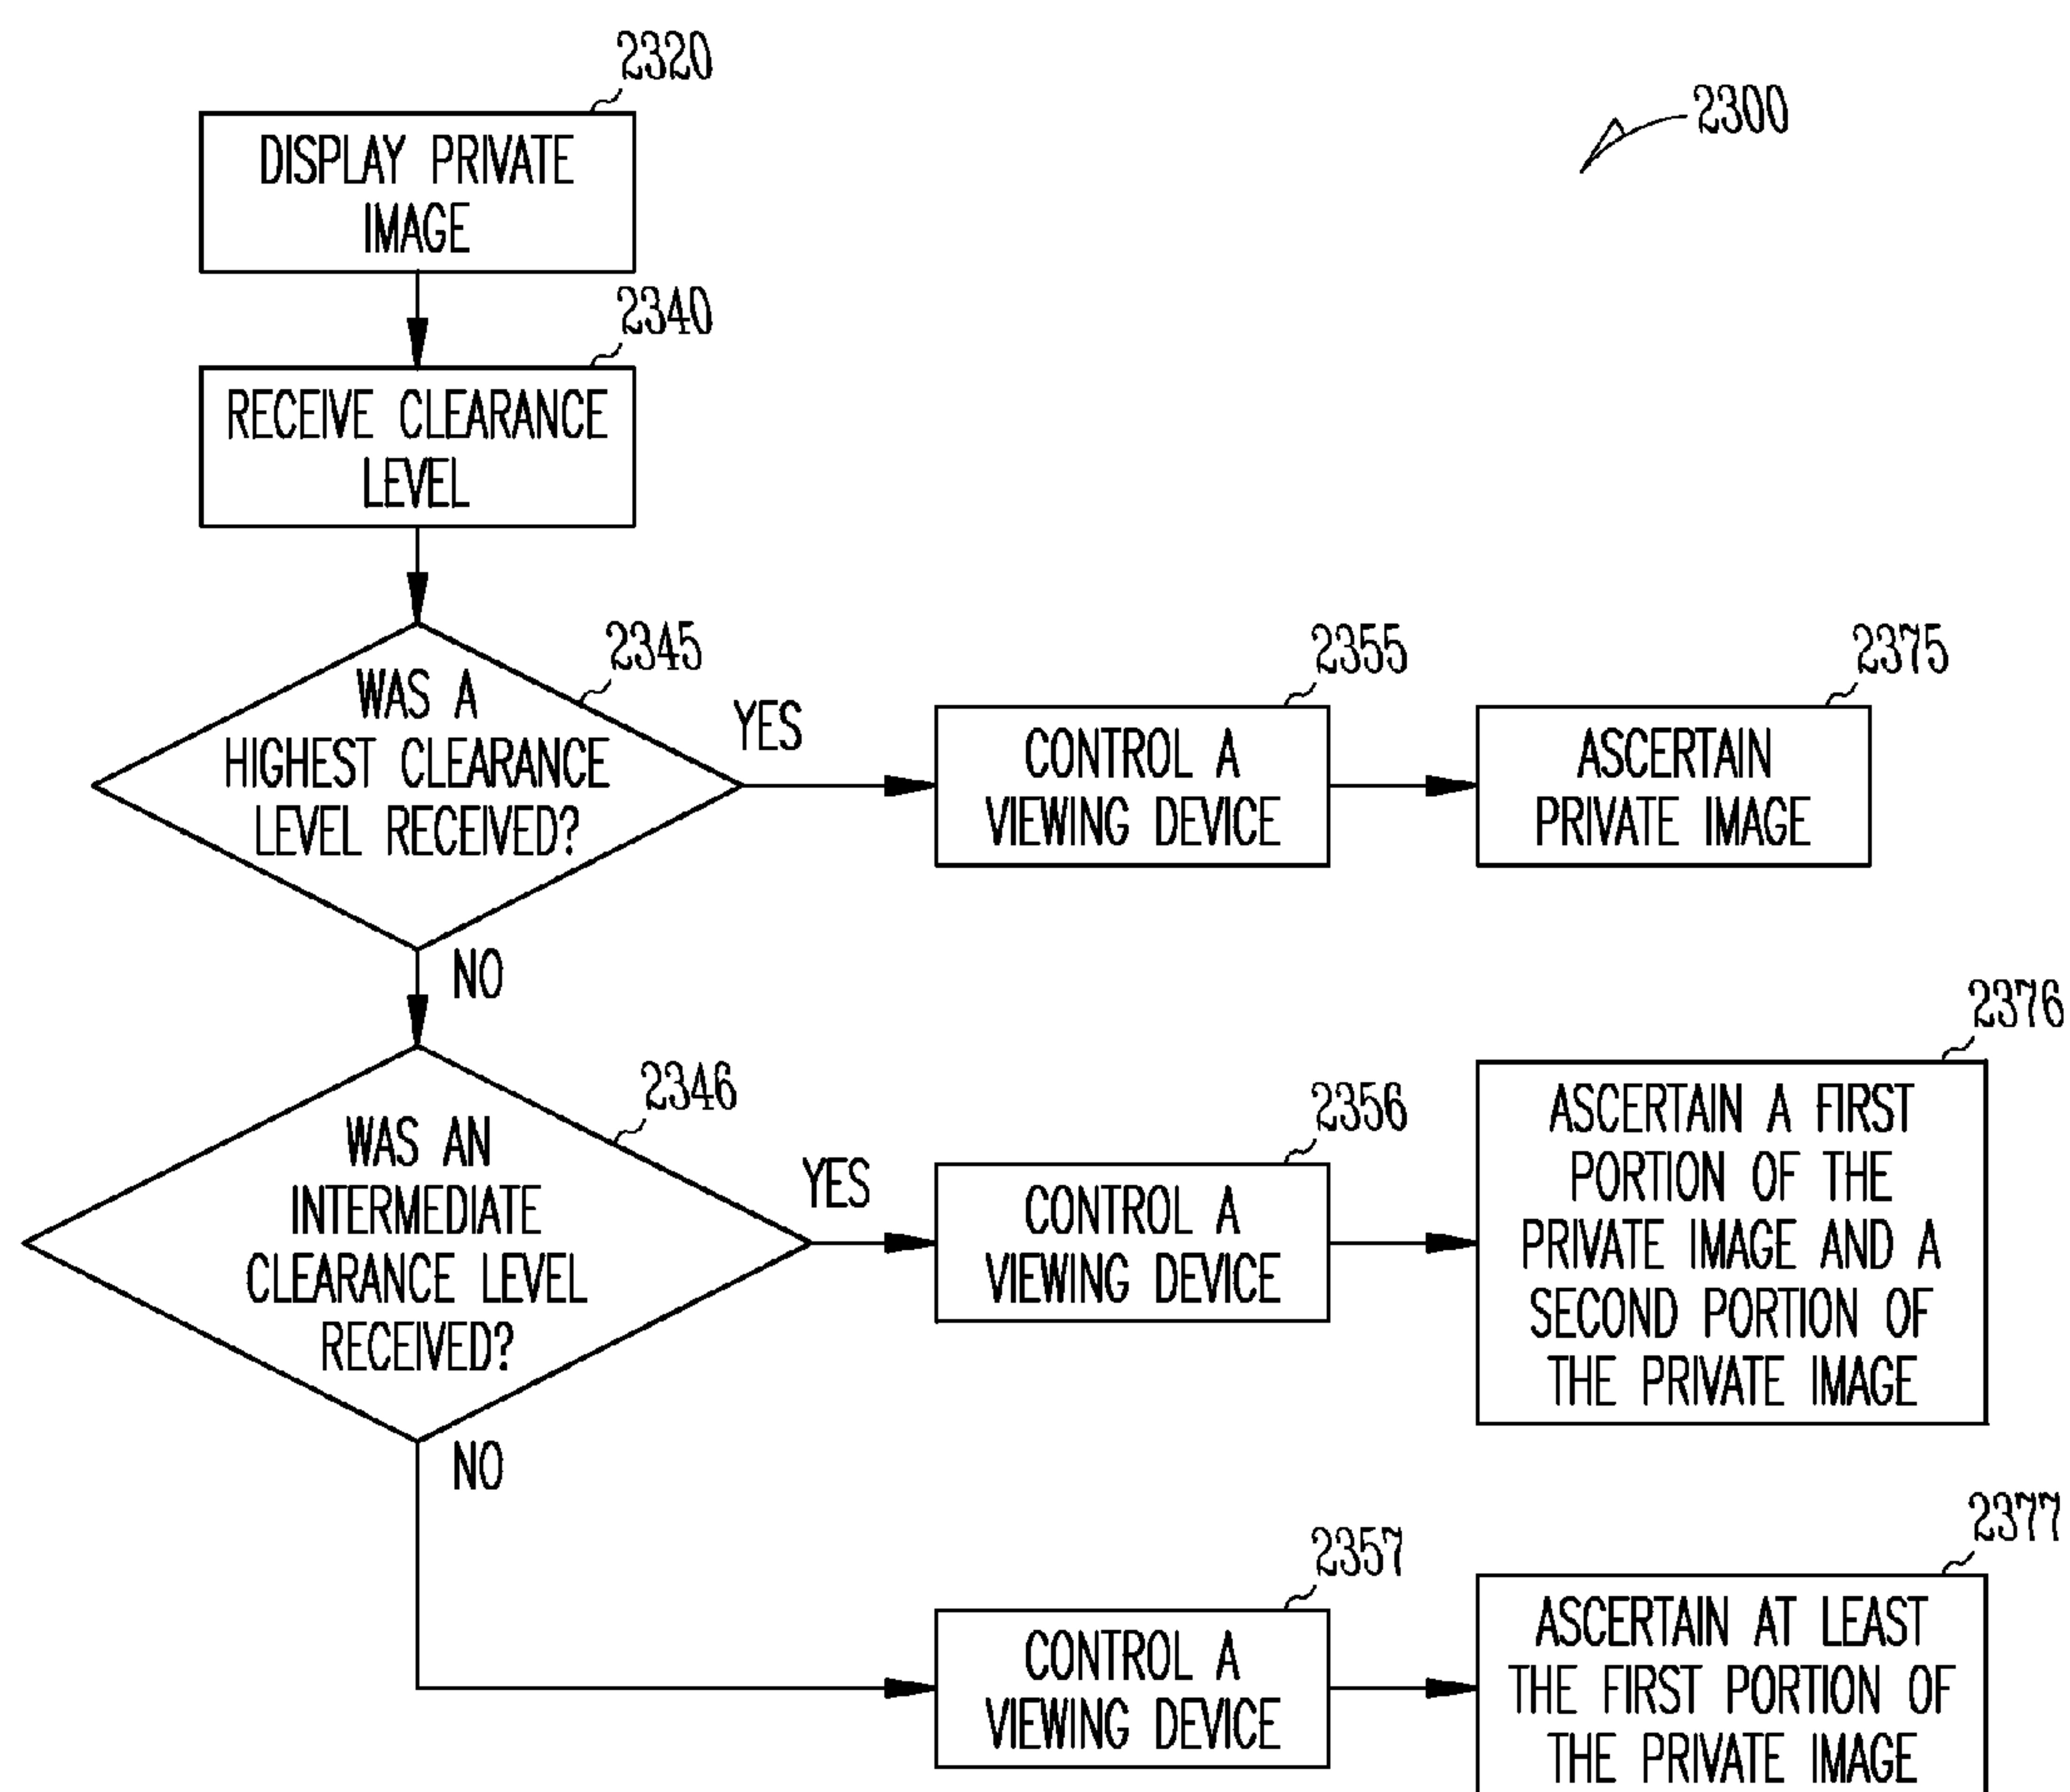 2320
2300
DISPLAY PRIVATE
IMAGE
2340
RECEIVE CLEARANCE
LEVEL
2345
WAS A
HIGHEST CLEARANCE
LEVEL RECEIVED?
YES
2355
CONTROL A
VIEWING DEVICE
2375
ASCERTAIN
PRIVATE IMAGE
NO
2346
WAS AN
INTERMEDIATE
CLEARANCE LEVEL
RECEIVED?
YES
2356
CONTROL A
VIEWING DEVICE
2376
ASCERTAIN A FIRST
PORTION OF THE
PRIVATE IMAGE AND A
SECOND PORTION OF
THE PRIVATE IMAGE
NO
2357
CONTROL A
VIEWING DEVICE
2377
ASCERTAIN AT LEAST
THE FIRST PORTION OF
THE PRIVATE IMAGE